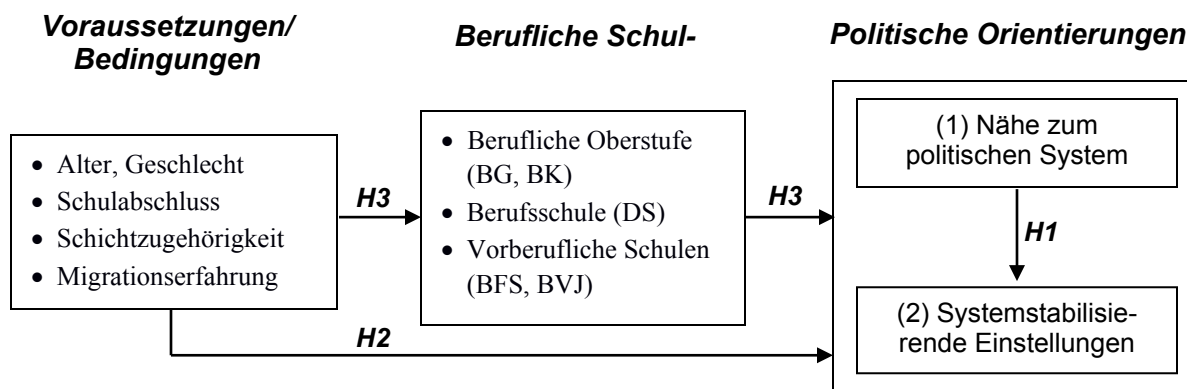 Voraussetzungen/
Bedingungen
Berufliche Schul-
Politische Orientierungen
• Alter, Geschlecht
• Schulabschluss
• Schichtzugehörigkeit
• Migrationserfahrung
H3
• Berufliche Oberstufe
(BG, BK)
• Berufsschule (DS)
• Vorberufliche Schulen
(BFS, BVJ)
H3
(1) Nähe zum
politischen System
H1
(2) Systemstabilisie-
rende Einstellungen
H2